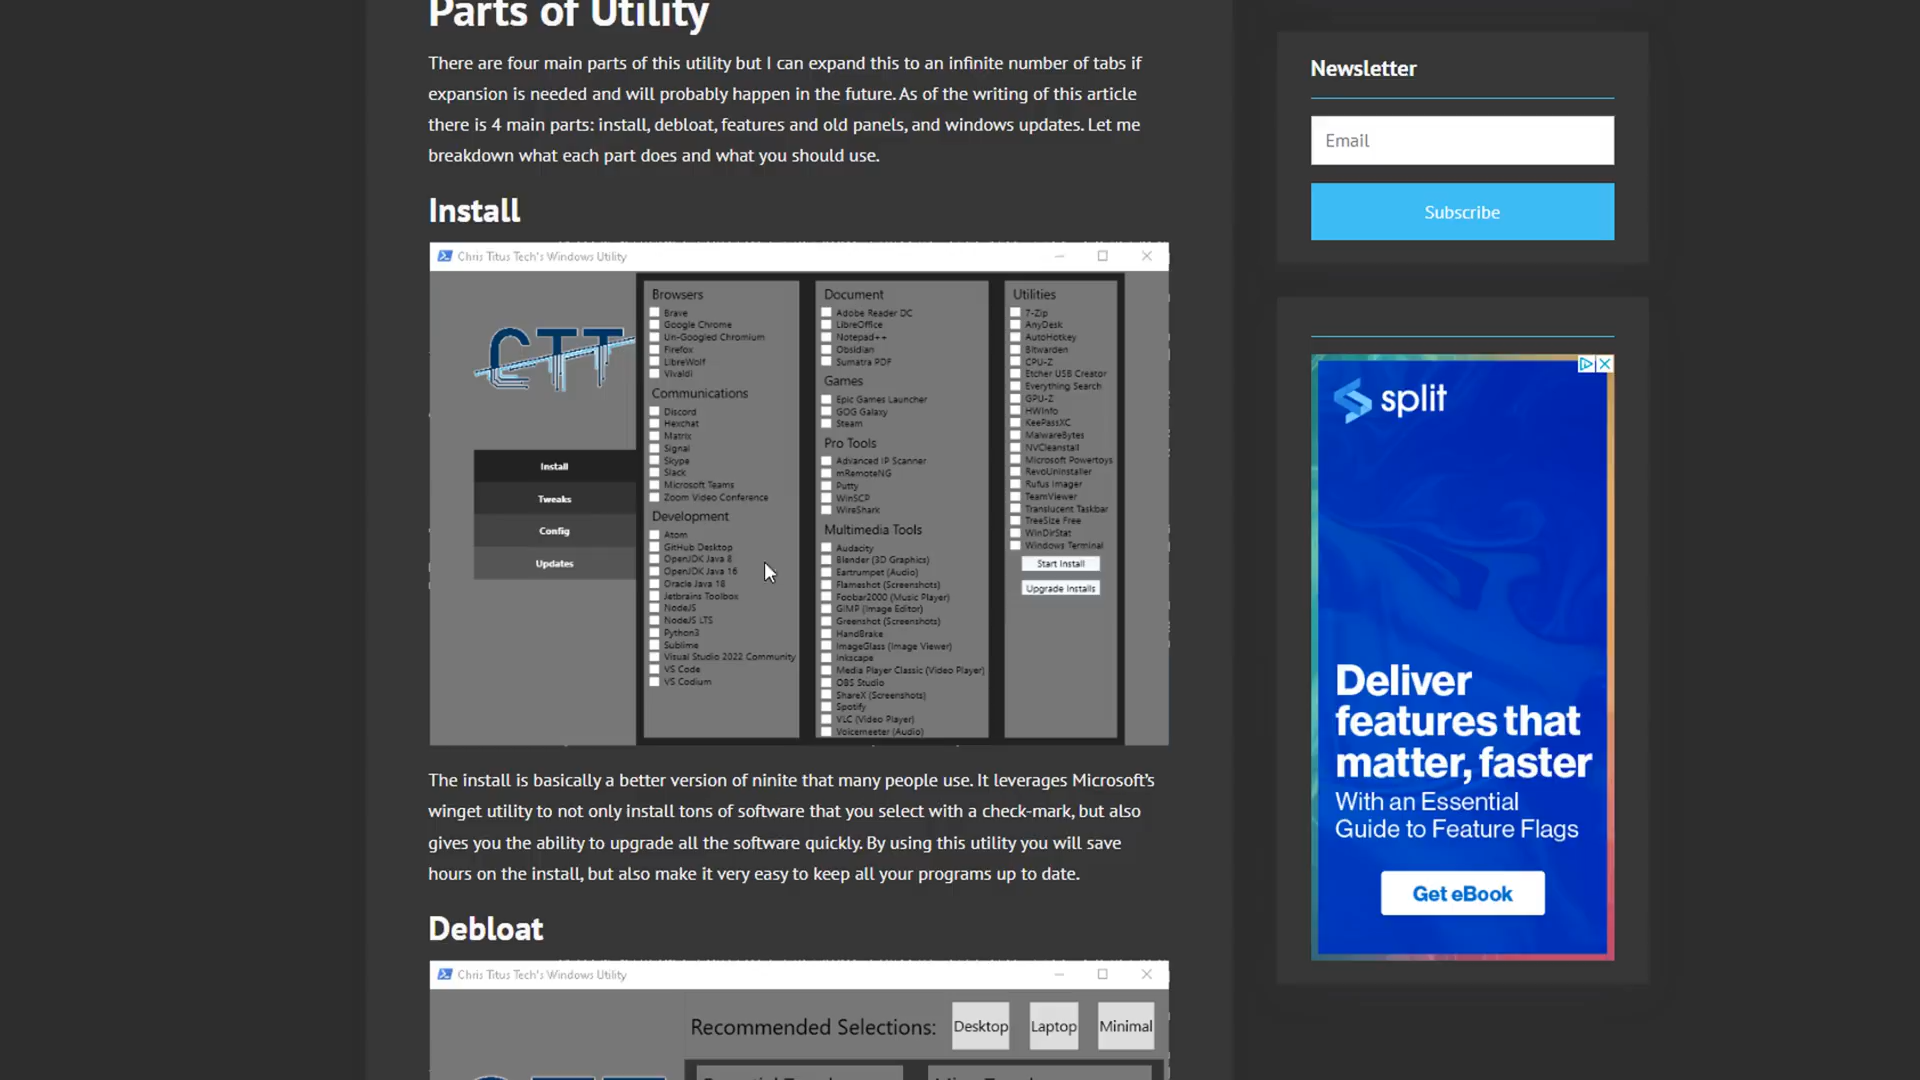 Parts of Utility
There are four main parts of this utility but I can expand this to an infinite number of tabs if
expansion is needed and will probably happen in the future. As of the writing of this article
there is 4 main parts: install, debloat, features and old panels, and windows updates. Let me
breakdown what each part does and what you should use.
Install
Chris Titus Tech's Windows Utility
CTT
Install
Tweaks
Config
Updates
Browsers
Brave
Google Chrome
Un-Googled Chromium
Firefox
LibreWolf
Vivaldi
Communications
Discord
Hexchat
Matrix
Signal
Skype
Slack
Microsoft Teams
Zoom Video Conference
Development
Atom
GitHub Desktop
OpenJDK Java 8
OpenJDK Java 16
Oracle Java 18
Jetbrains Toolbox
NodeJS
NodeJS LTS
Python3
Sublime
Visual Studio 2022 Community
VS Code
VS Codium
Document
Adobe Reader DC
LibreOffice
Notepad++
Obsidian
Sumatra PDF
Games
Epic Games Launcher
GOG Galaxy
Steam
Pro Tools
Advanced IP Scanner
mRemoteNG
Putty
WinSCP
WireShark
Multimedia Tools
Audacity
Blender (3D Graphics)
Eartrumpet (Audio)
Flameshot (Screenshots)
Foobar2000 (Music Player)
GIMP (Image Editor)
Greenshot (Screenshots)
HandBrake
ImageGlass (Image Viewer)
Inkscape
Media Player Classic (Video Player)
OBS Studio
ShareX (Screenshots)
Spotify
VLC (Video Player)
Voicemeeter (Audio)
Utilities
7-Zip
AnyDesk
AutoHotkey
Bitwarden
CPU-Z
Etcher USB Creator
Everything Search
GPU-Z
HWInfo
KeePassXC
MalwareBytes
NVCleanstall
Microsoft Powertoys
RevoUninstaller
Rufus Imager
TeamViewer
Translucent Taskbar
TreeSize Free
WinDirStat
Windows Terminal
Start Install
Upgrade Installs
The install is basically a better version of ninite that many people use. It leverages Microsoft's
winget utility to not only install tons of software that you select with a check-mark, but also
gives you the ability to upgrade all the software quickly. By using this utility you will save
hours on the install, but also make it very easy to keep all your programs up to date.
Debloat
Chris Titus Tech's Windows Utility
Recommended Selections:
Desktop
Laptop
Minimal
Newsletter
Email
Subscribe
split
Deliver
features that
matter, faster
With an Essential
Guide to Feature Flags
Get eBook